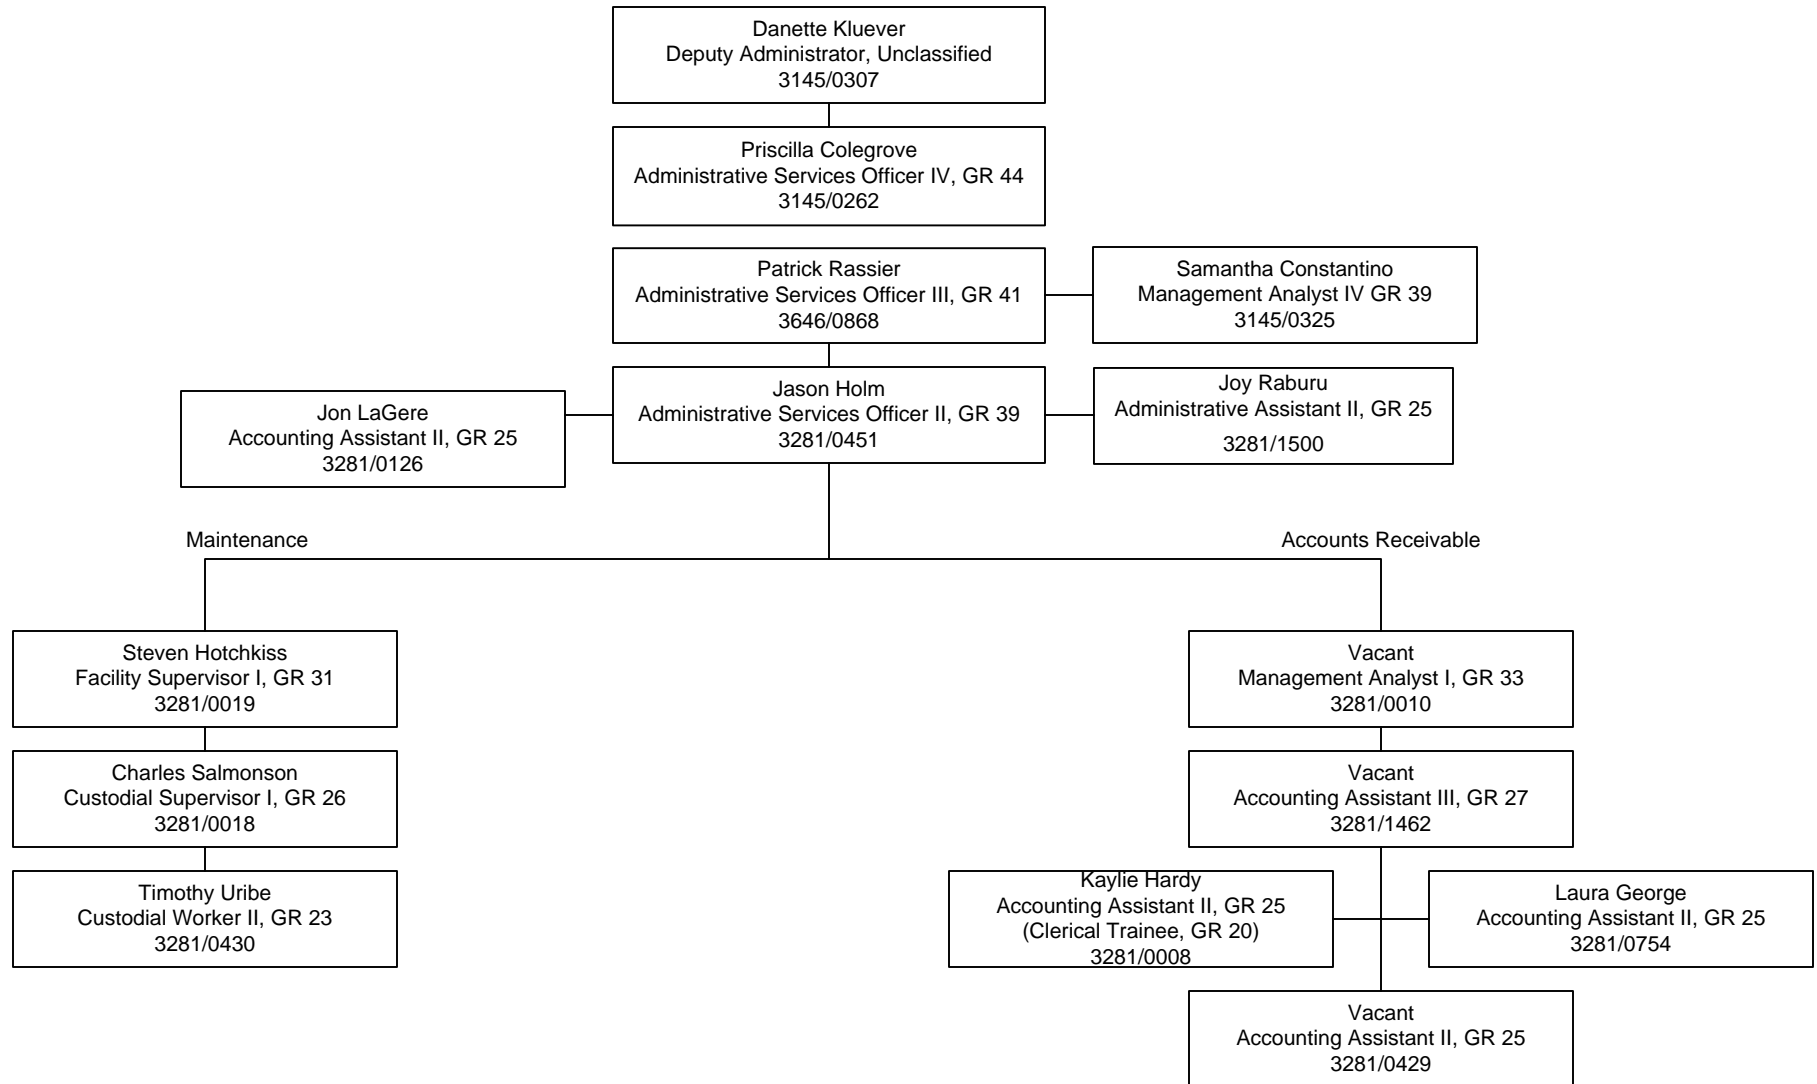 Danette Kluever
Deputy Administrator, Unclassified
3145/0307
Priscilla Colegrove
Administrative Services Officer IV, GR 44
3145/0262
Patrick Rassier
Administrative Services Officer III, GR 41
3646/0868
Samantha Constantino
Management Analyst IV GR 39
3145/0325
Jon LaGere
Accounting Assistant II, GR 25
3281/0126
Jason Holm
Administrative Services Officer II, GR 39
3281/0451
Joy Raburu
Administrative Assistant II, GR 25
3281/1500
Maintenance
Accounts Receivable
Steven Hotchkiss
Facility Supervisor I, GR 31
3281/0019
Vacant
Management Analyst I, GR 33
3281/0010
Charles Salmonson
Custodial Supervisor I, GR 26
3281/0018
Vacant
Accounting Assistant III, GR 27
3281/1462
Timothy Uribe
Custodial Worker II, GR 23
3281/0430
Kaylie Hardy
Accounting Assistant II, GR 25
(Clerical Trainee, GR 20)
3281/0008
Laura George
Accounting Assistant II, GR 25
3281/0754
Vacant
Accounting Assistant II, GR 25
3281/0429